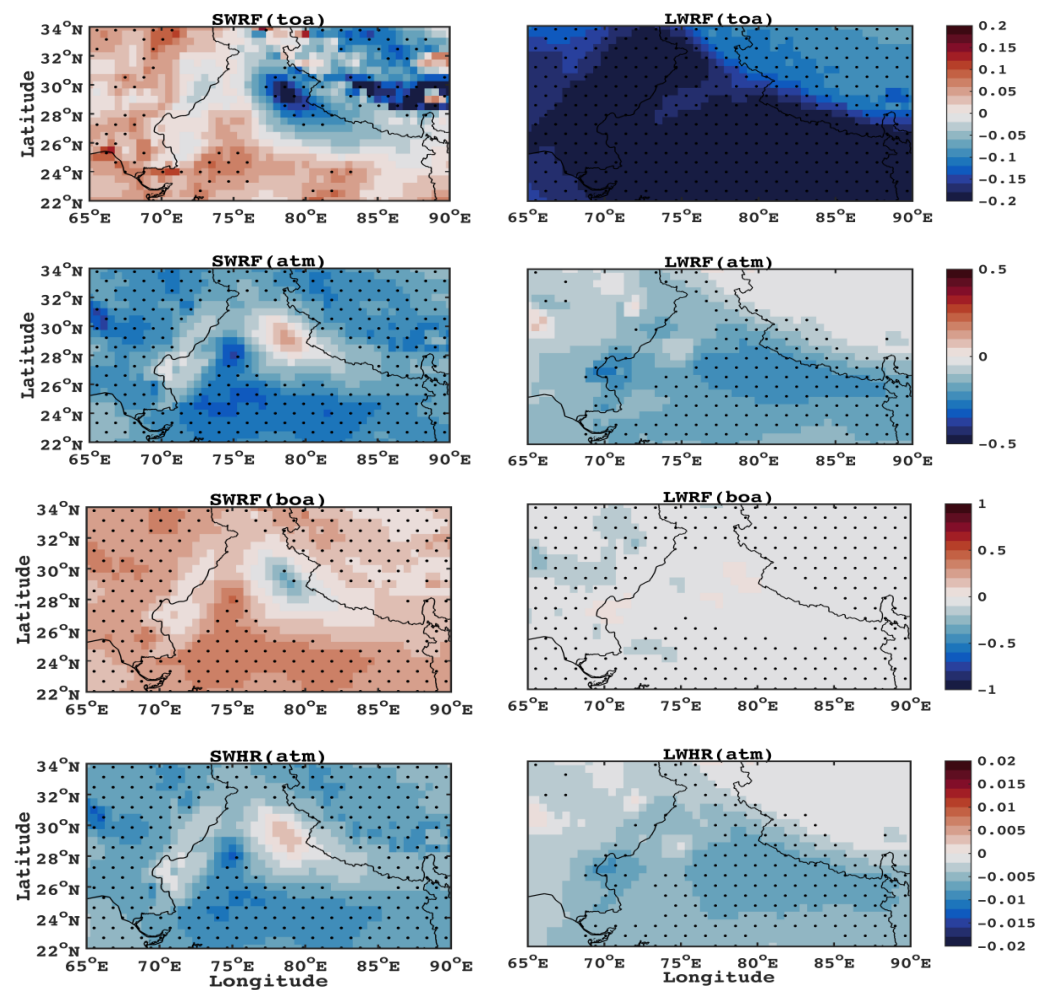 SWRF(toa) LWRF(toa)
34°N
32°N
30°N
28°N
26°N
24°N
22°N
Latitude
65°E 70°E 75°E 80°E 85°E 90°E
65°E 70°E 75°E 80°E 85°E 90°E
0.2
0.15
0.1
0.05
0
-0.05
-0.1
-0.15
-0.2
SWRF(atm) LWRF(atm)
34°N
32°N
30°N
28°N
26°N
24°N
22°N
Latitude
65°E 70°E 75°E 80°E 85°E 90°E
65°E 70°E 75°E 80°E 85°E 90°E
0.5
0
-0.5
SWRF(boa) LWRF(boa)
34°N
32°N
30°N
28°N
26°N
24°N
22°N
Latitude
65°E 70°E 75°E 80°E 85°E 90°E
65°E 70°E 75°E 80°E 85°E 90°E
1
0.5
0
-0.5
-1
SWHR(atm) LWHR(atm)
34°N
32°N
30°N
28°N
26°N
24°N
22°N
Latitude
65°E 70°E 75°E 80°E 85°E 90°E
65°E 70°E 75°E 80°E 85°E 90°E
Longitude Longitude
0.02
0.015
0.01
0.005
0
-0.005
-0.01
-0.015
-0.02